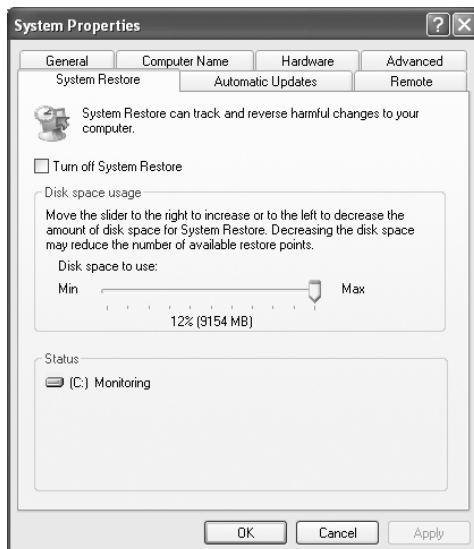 System Properties
General Computer Name Hardware Advanced
System Restore Automatic Updates Remote
System Restore can track and reverse harmful changes to your
computer.
Turn off System Restore
Disk space usage
Move the slider to the right to increase or to the left to decrease the
amount of disk space for System Restore. Decreasing the disk space
may reduce the number of available restore points.
Disk space to use:
Min Max
12% (9154 MB)
Status
(C:) Monitoring
OK Cancel Apply